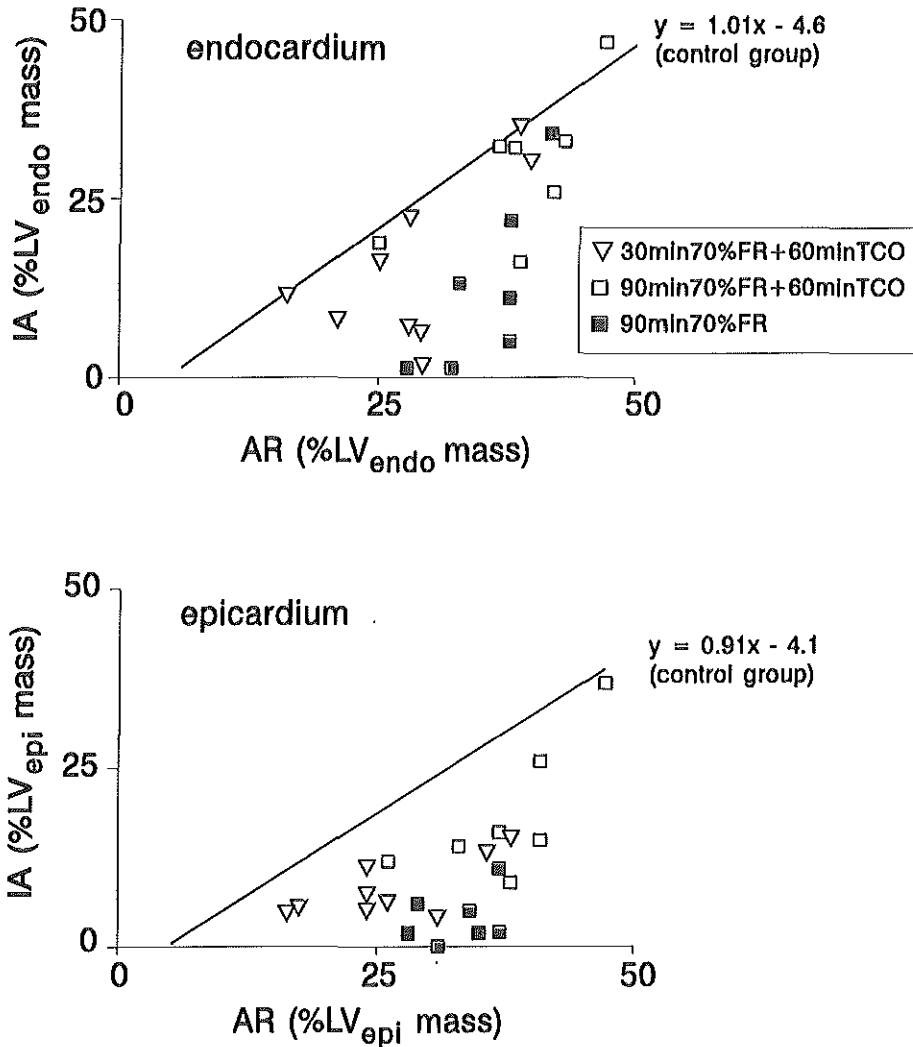 50
endocardium
y = 1.01x - 4.6
(control group)
IA (%LVendo mass)
25
30min70%FR+60minTCO
90min70%FR+60minTCO
90min70%FR
0
0 25 50
AR (%LVendo mass)
50
epicardium
y = 0.91x - 4.1
(control group)
IA (%LVepi mass)
25
0
0 25 50
AR (%LVepi mass)